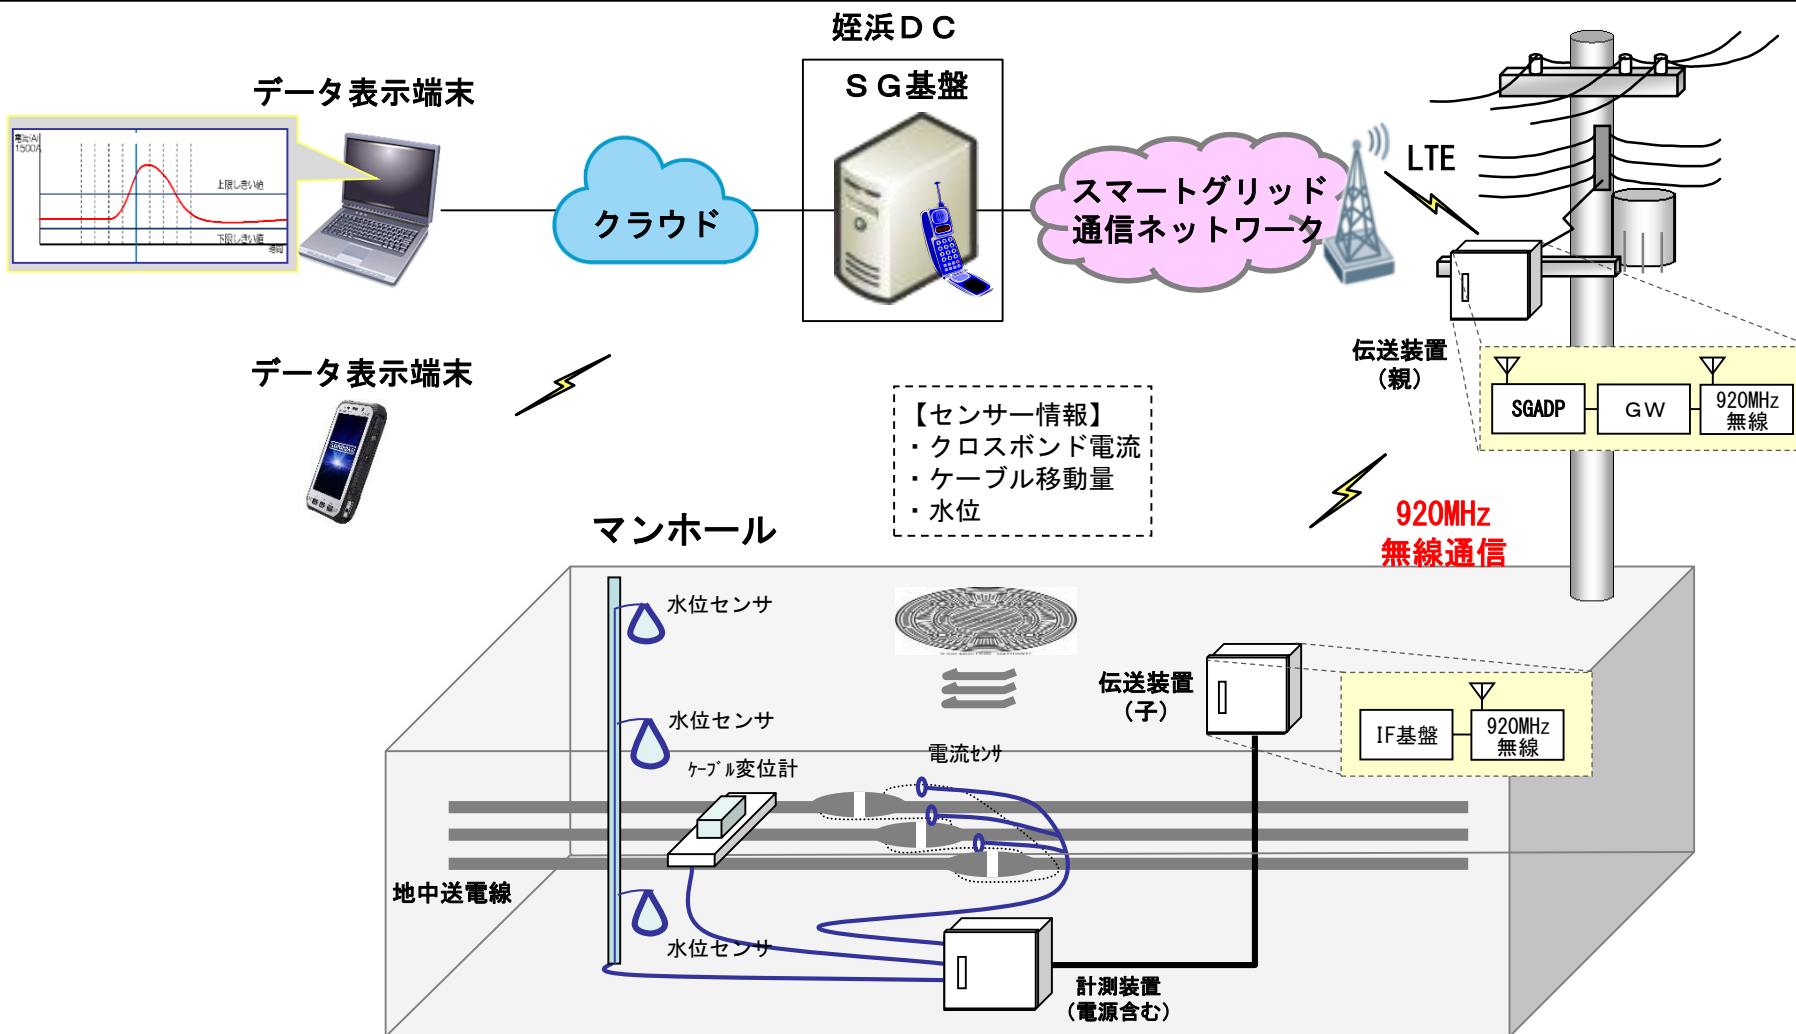 姪浜ＤＣ
ＳＧ基盤
データ表示端末
電流(A)
1500A
上限しきい値
下限しきい値
時間
クラウド
スマートグリッド
通信ネットワーク
LTE
伝送装置
（親）
SGADP
ＧＷ
920MHz
無線
データ表示端末
【センサー情報】
・クロスボンド電流
・ケーブル移動量
・水位
920MHz
無線通信
マンホール
水位センサ
伝送装置
（子）
IF基盤
920MHz
無線
水位センサ
ｹｰﾌﾞﾙ変位計
電流ｾﾝｻ
地中送電線
水位センサ
計測装置
（電源含む）